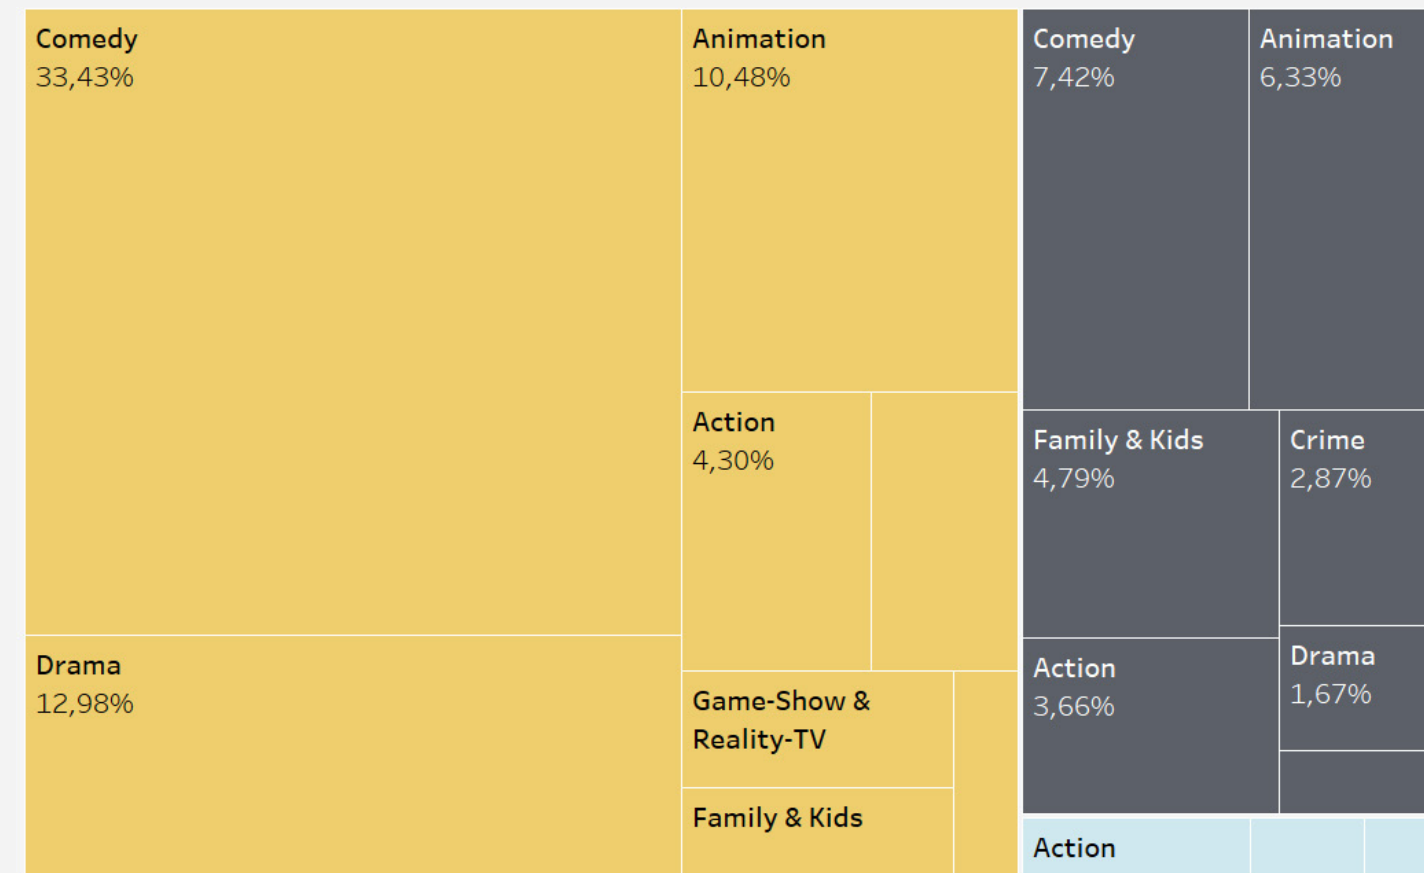 Comedy
33,43%
Drama
12,98%
Animation
10,48%
Action
4,30%
Game-Show &
Reality-TV
Family & Kids
Comedy
7,42%
Animation
6,33%
Family & Kids
4,79%
Crime
2,87%
Action
3,66%
Drama
1,67%
Action